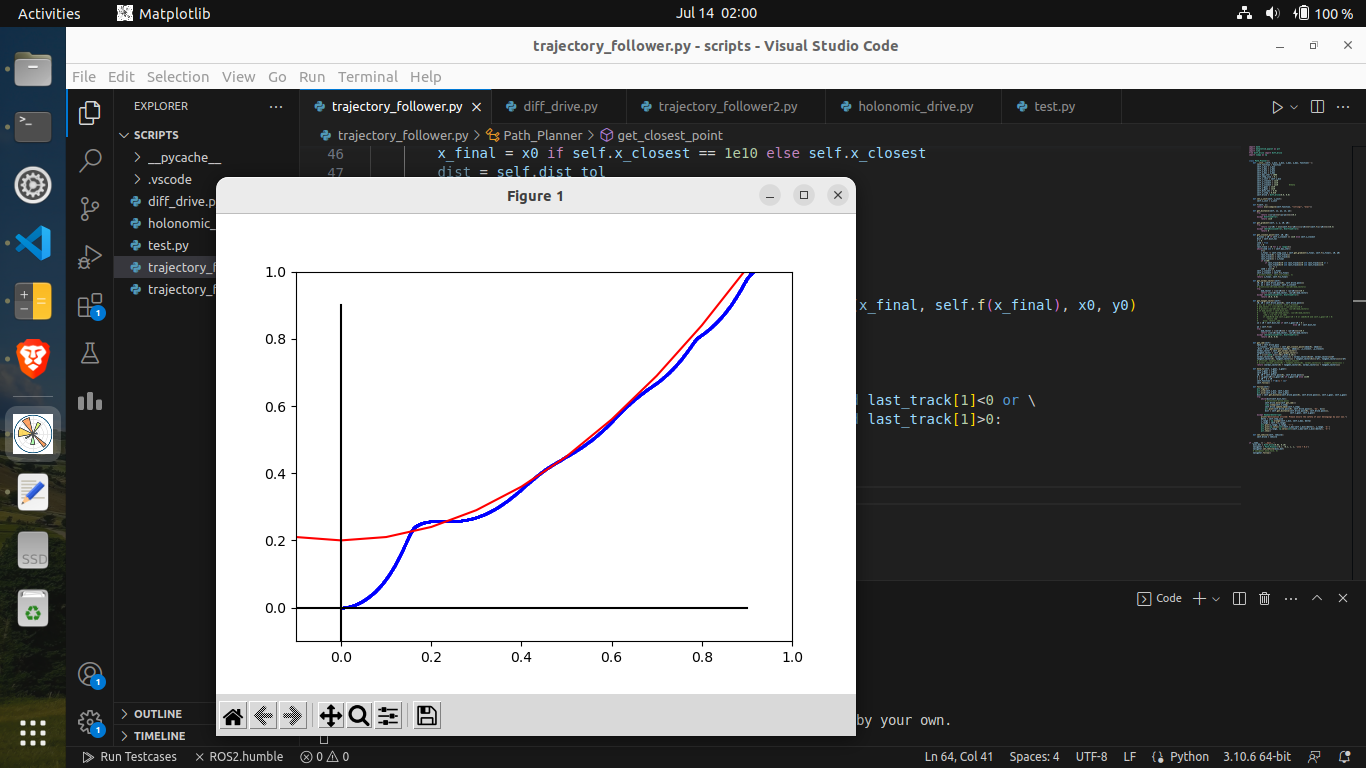 Activities Matplotlib Jul 14 02:00 100 %
trajectory_follower.py - scripts - Visual Studio Code
File Edit Selection View Go Run Terminal Help
EXPLORER
SCRIPTS
__pycache__
.vscode
diff_drive.p
holonomic_
test.py
trajectory_f
trajectory_f
OUTLINE
TIMELINE
trajectory_follower.py diff_drive.py trajectory_follower2.py holonomic_drive.py test.py
trajectory_follower.py Path_Planner get_closest_point
46 x_final = x0 if self.x_closest == 1e10 else self.x_closest
47 dist = self.dist_tol
x_final, self.f(x_final), x0, y0)
last_track[1]<0 or \
last_track[1]>0:
Figure 1
1.0
0.8
0.6
0.4
0.2
0.0
0.0 0.2 0.4 0.6 0.8 1.0
Code
by your own.
SSD
1
1
1
Run Testcases ROS2.humble 0 0 Ln 64, Col 41 Spaces: 4 UTF-8 LF Python 3.10.6 64-bit